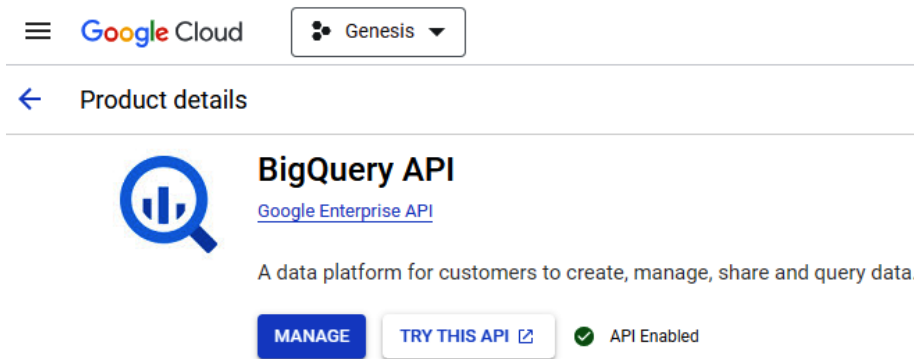 Google Cloud Genesis
Product details
BigQuery API
Google Enterprise API
A data platform for customers to create, manage, share and query data.
MANAGE TRY THIS API API Enabled